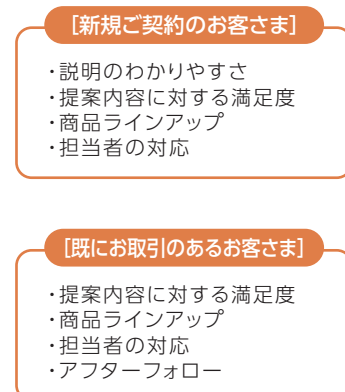 [新規ご契約のお客さま]
・説明のわかりやすさ
・提案内容に対する満足度
・商品ラインアップ
・担当者の対応
[既にお取引のあるお客さま]
・提案内容に対する満足度
・商品ラインアップ
・担当者の対応
・アフターフォロー